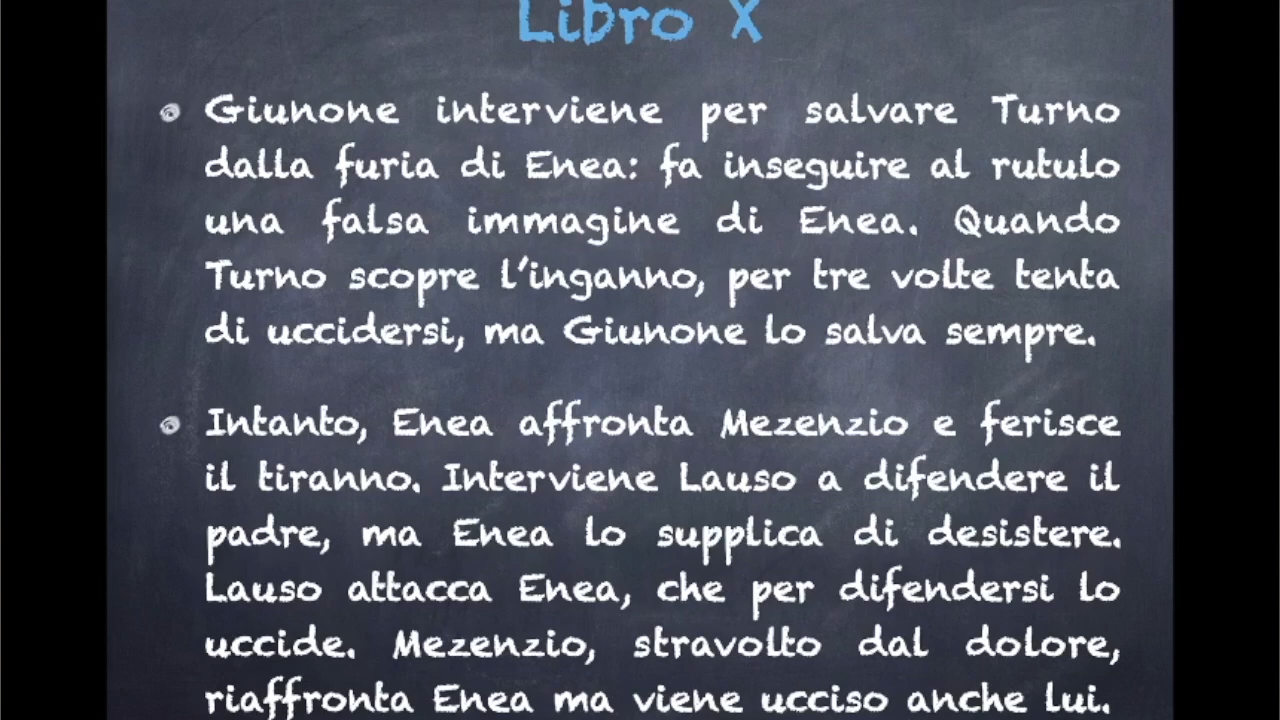 Libro X
Giunone interviene per salvare Turno
dalla furia di Enea: fa inseguire al rutulo
una falsa immagine di Enea. Quando
Turno scopre l'inganno, per tre volte tenta
di uccidersi, ma Giunone lo salva sempre.
Intanto, Enea affronta Mezenzio e ferisce
il tiranno. Interviene Lauso a difendere il
padre, ma Enea lo supplica di desistere.
Lauso attacca Enea, che per difendersi lo
uccide. Mezenzio, stravolto dal dolore,
riaffronta Enea ma viene ucciso anche lui.